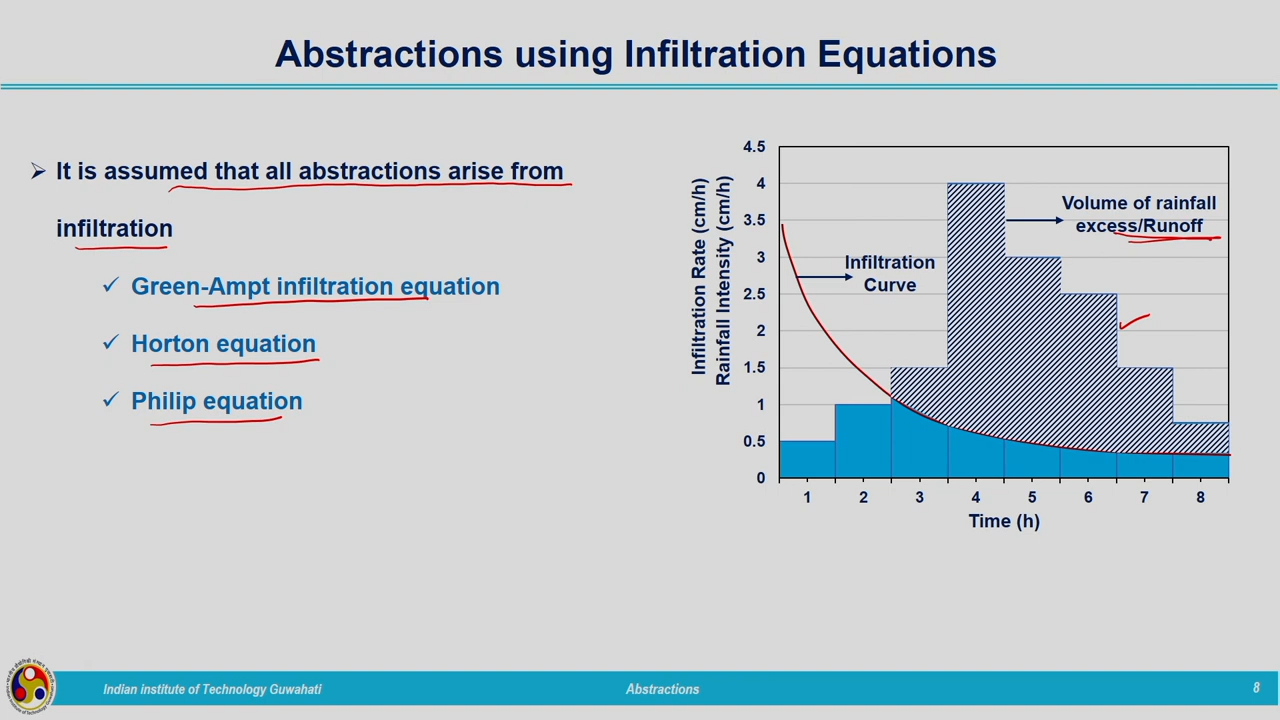 Abstractions using Infiltration Equations
It is assumed that all abstractions arise from
infiltration
Green-Ampt infiltration equation
Horton equation
Philip equation
Infiltration Rate (cm/h)
Rainfall Intensity (cm/h)
4.5
4
3.5
3
2.5
2
1.5
1
0.5
0
Volume of rainfall
excess/Runoff
Infiltration
Curve
1 2 3 4 5 6 7 8
Time (h)
Indian institute of Technology Guwahati
Abstractions
8